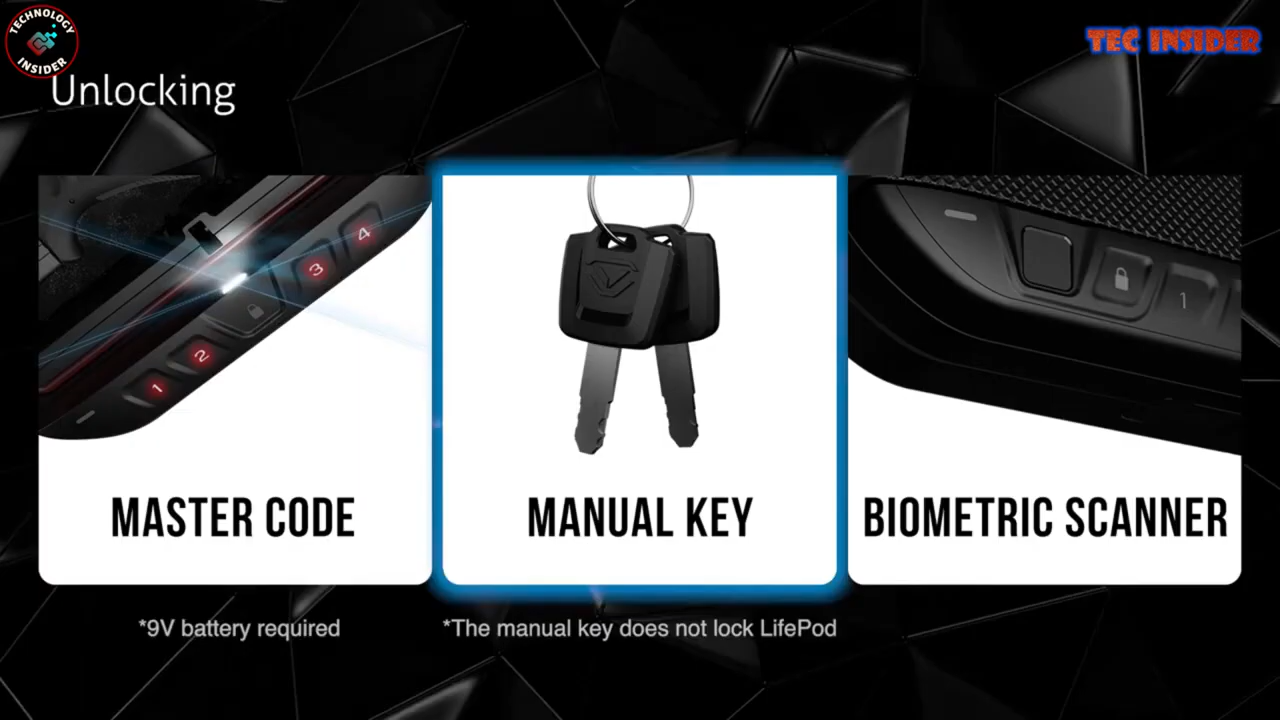 TECHNOLOGY
INSIDER
TEC INSIDER
Unlocking
1 2 3 4
1
MASTER CODE
MANUAL KEY
BIOMETRIC SCANNER
*9V battery required
*The manual key does not lock LifePod